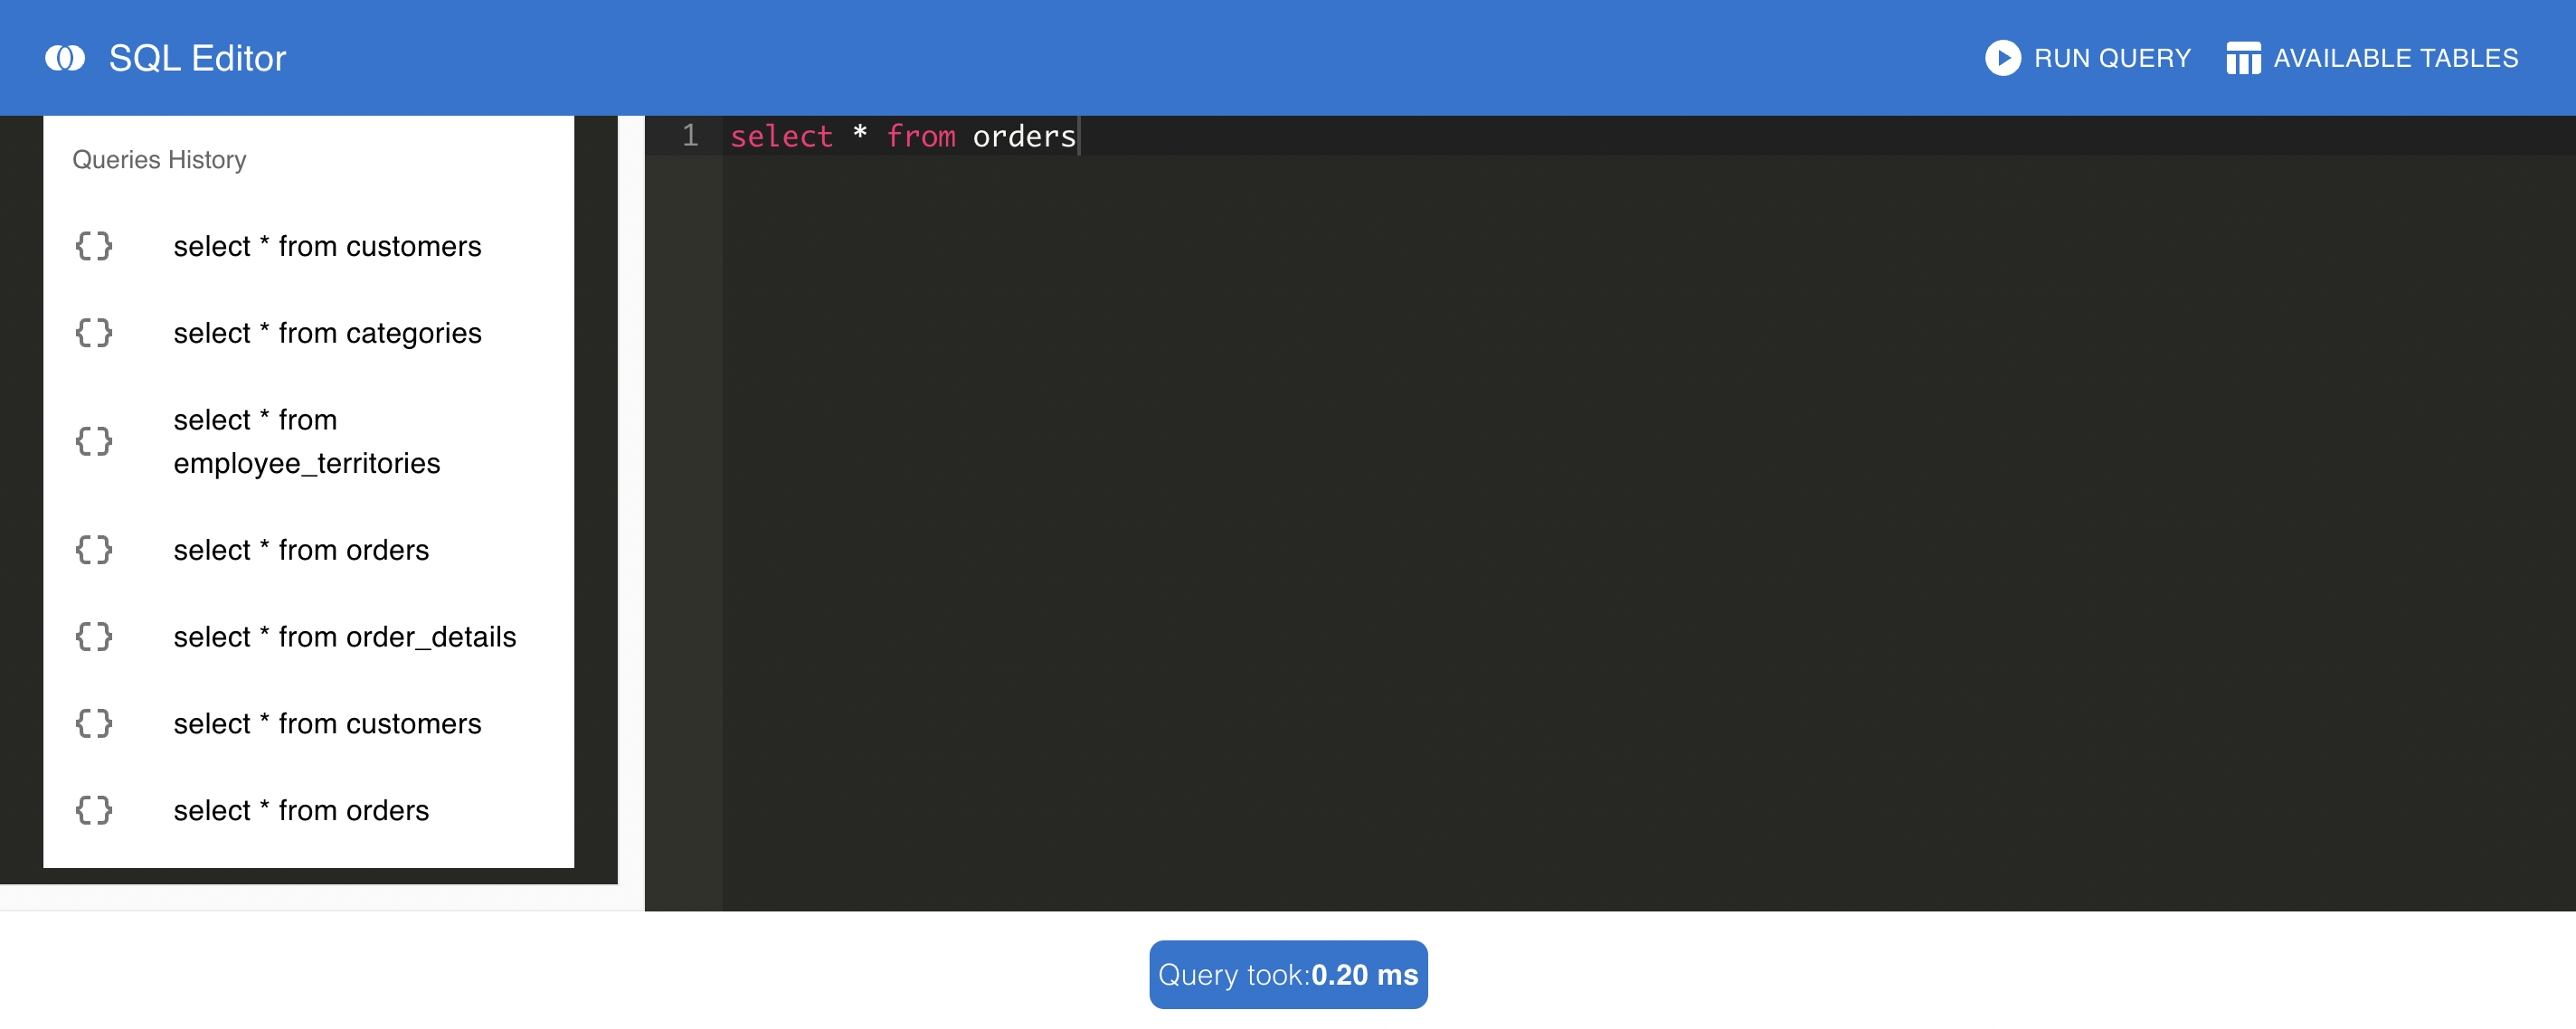 SQL Editor
RUN QUERY
AVAILABLE TABLES
Queries History
select * from customers
select * from categories
select * from
employee_territories
select * from orders
select * from order_details
select * from customers
select * from orders
1
select * from orders
Query took:0.20 ms